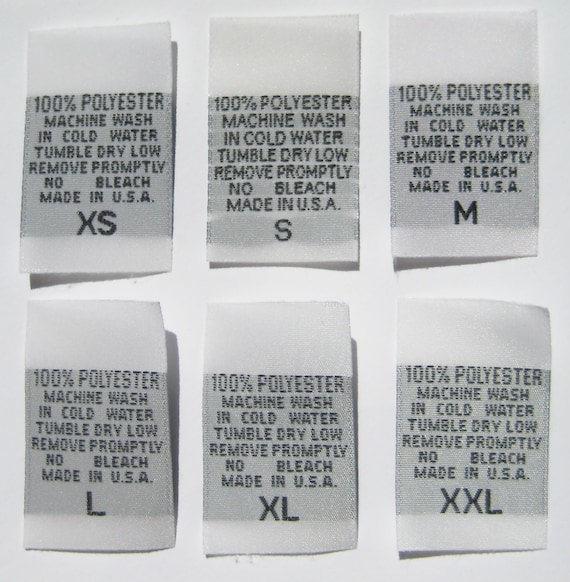 100% POLYESTER
MACHINE WASH
IN COLD WATER
TUMBLE DRY LOW
REMOVE PROMPTLY
NO BLEACH
MADE IN U.S.A.
XS
100% POLYESTER
MACHINE WASH
IN COLD WATER
TUMBLE DRY LOW
REMOVE PROMPTLY
NO BLEACH
MADE IN U.S.A.
S
100% POLYESTER
MACHINE WASH
IN COLD WATER
TUMBLE DRY LOW
REMOVE PROMPTLY
NO BLEACH
MADE IN U.S.A.
M
100% POLYESTER
MACHINE WASH
IN COLD WATER
TUMBLE DRY LOW
REMOVE PROMPTLY
NO BLEACH
MADE IN U.S.A.
L
100% POLYESTER
MACHINE WASH
IN COLD WATER
TUMBLE DRY LOW
REMOVE PROMPTLY
NO BLEACH
MADE IN U.S.A.
XL
100% POLYESTER
MACHINE WASH
IN COLD WATER
TUMBLE DRY LOW
REMOVE PROMPTLY
NO BLEACH
MADE IN U.S.A.
XXL